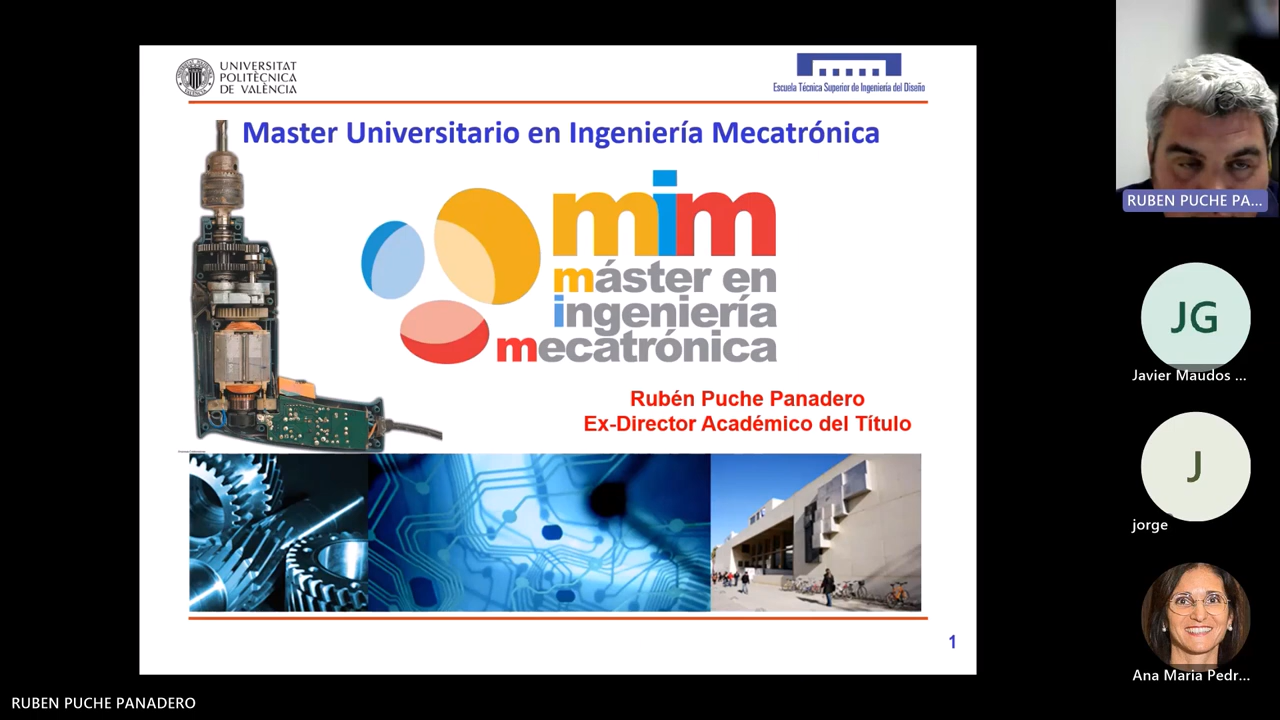 UNIVERSITAT
POLITÈCNICA
DE VALÈNCIA
Escuela Técnica Superior de Ingeniería del Diseño
Master Universitario en Ingeniería Mecatrónica
mim
máster en
ingeniería
mecatrónica
Rubén Puche Panadero
Ex-Director Académico del Título
1
RUBEN PUCHE PA...
JG
Javier Maudos ...
J
jorge
Ana Maria Pedr...
RUBEN PUCHE PANADERO